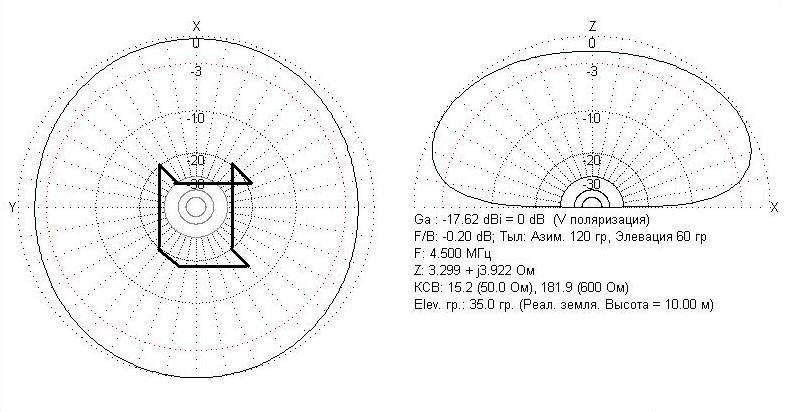 X
0
-3
-10
-20
-30
Y
Z
0
-3
-10
-20
-30
X
Ga : -17.62 dBi = 0 dB (V поляризация)
F/B: -0.20 dB; Тыл: Азим. 120 гр, Элевация 60 гр
F: 4.500 МГц
Z: 3.299 + j3.922 Ом
КСВ: 15.2 (50.0 Ом), 181.9 (600 Ом)
Elev. гр.: 35.0 гр. (Реал. земля. Высота = 10.00 м)